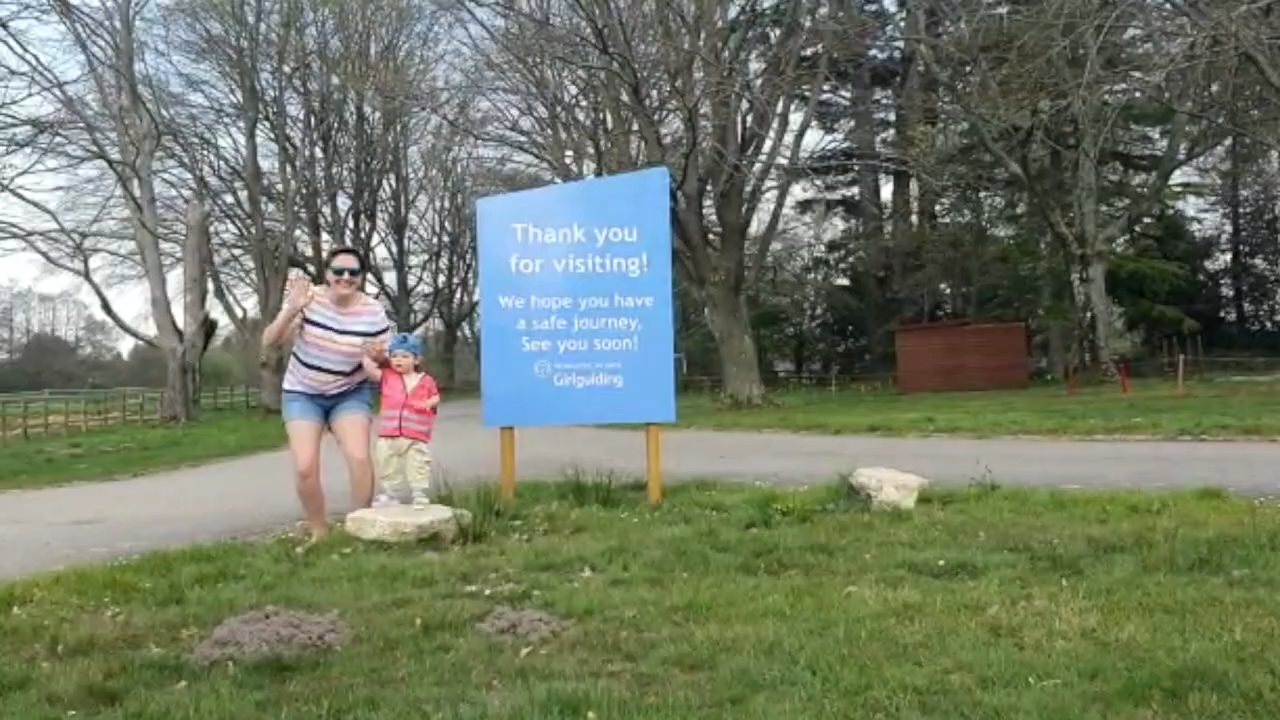 Thank you
for visiting!
We hope you have
a safe journey.
See you soon!
Girlguiding